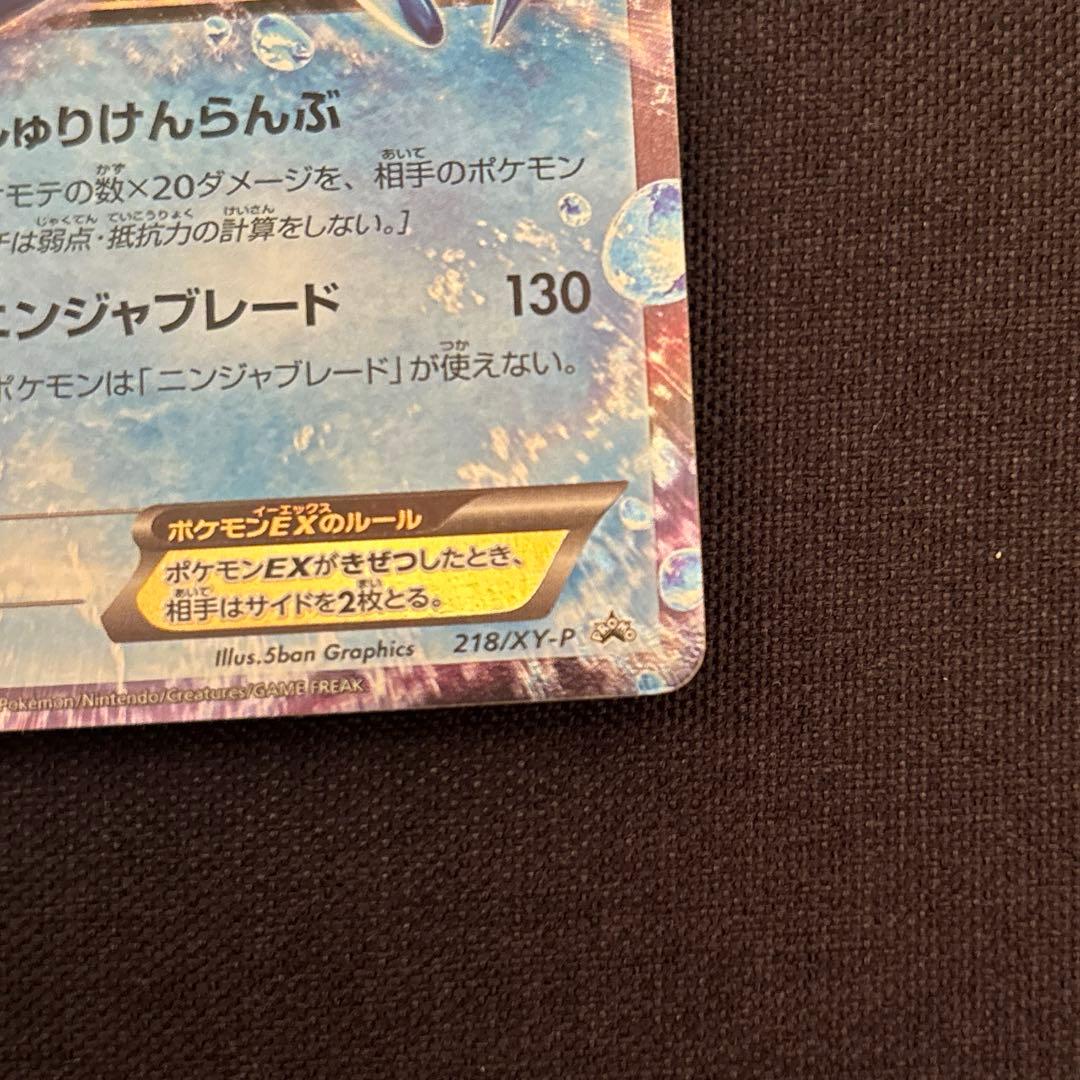 しゅりけんらんぶ
モテの数×20ダメージを、相手のポケモン
は弱点・抵抗力の計算をしない。]
ニンジャブレード 130
ポケモンは「ニンジャブレード」が使えない。
ポケモンEXのルール
ポケモンEXがきぜつしたとき、
相手はサイドを2枚とる。
Illus.5ban Graphics 218/XY-P
Pokémon/Nintendo/Creatures/GAME FREAK